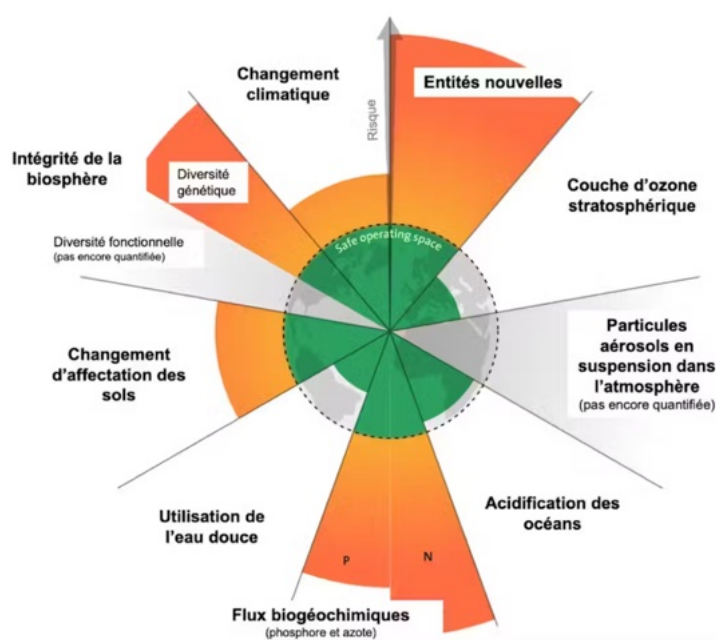 Changement
climatique
Entités nouvelles
Risque
Intégrité de la
biosphère
Diversité
génétique
Couche d'ozone
stratosphérique
Diversité fonctionnelle
(pas encore quantifiée)
Safe operating space
Changement
d'affectation des
sols
Particules
aérosols en
suspension dans
l'atmosphère
(pas encore quantifiée)
Utilisation de
l'eau douce
Acidification des
océans
P
N
Flux biogéochimiques
(phosphore et azote)